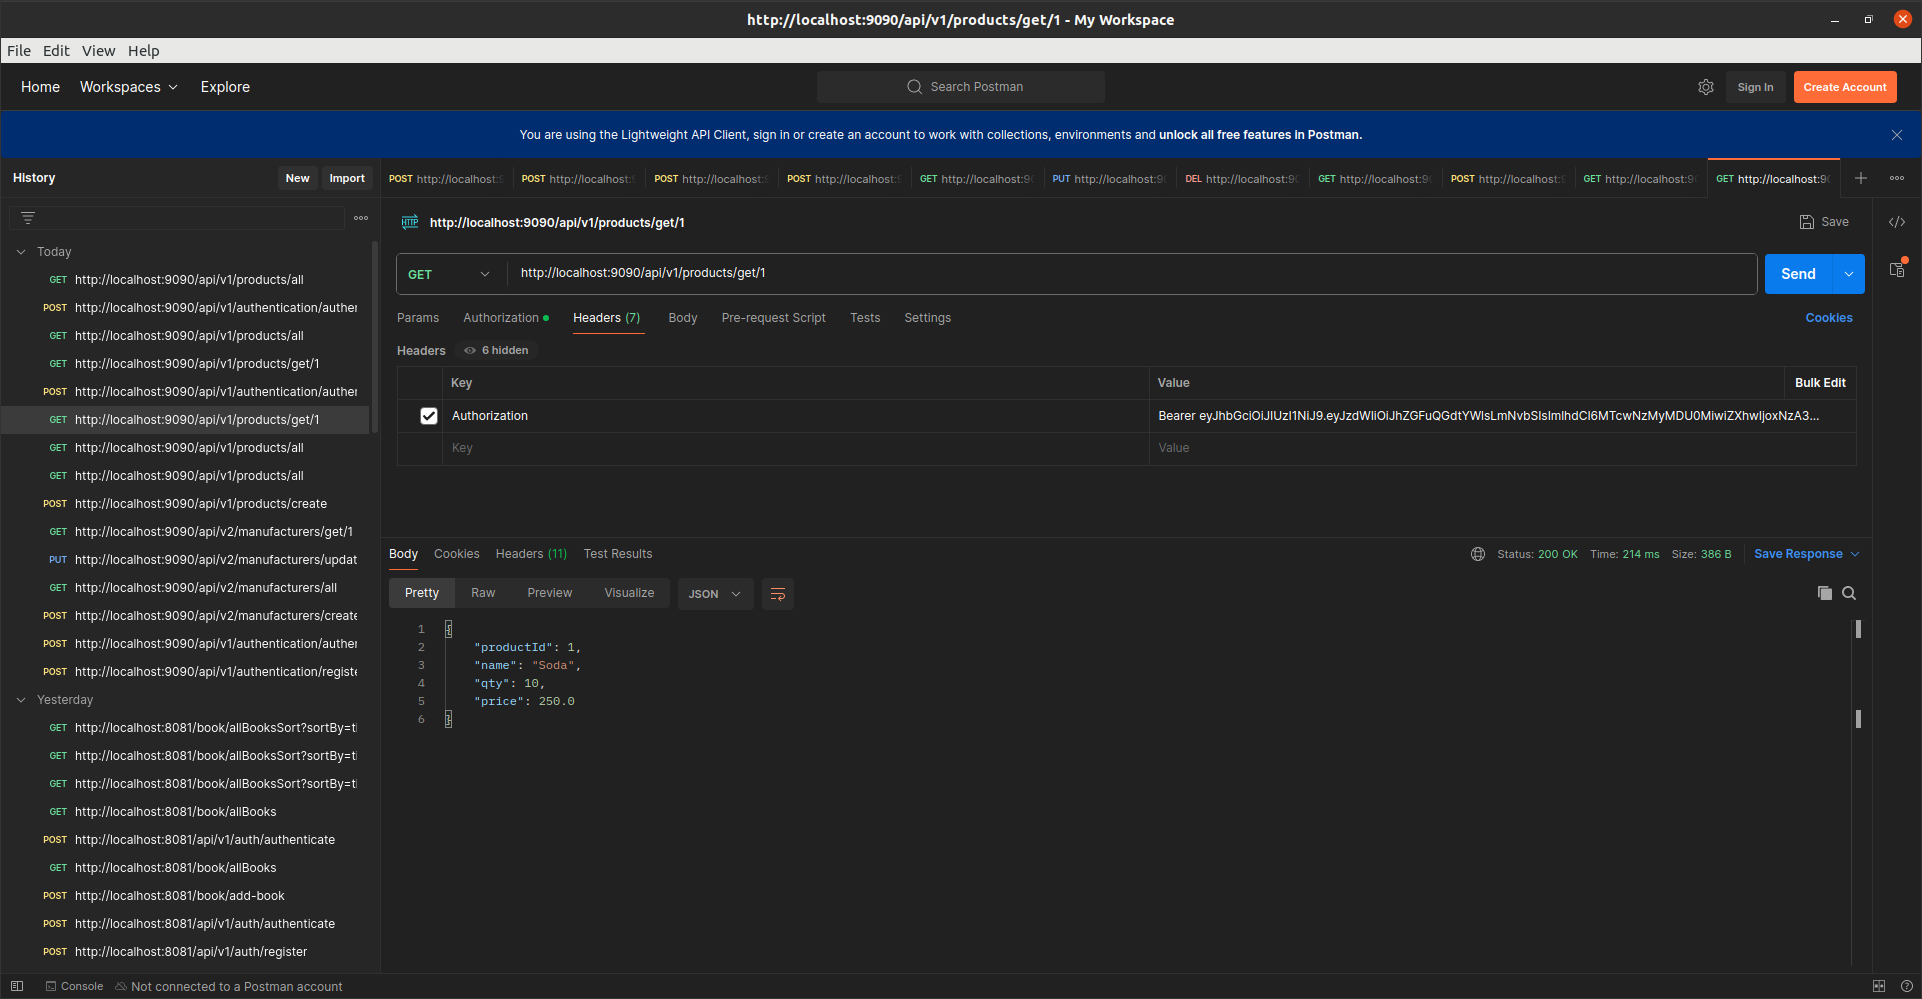 http://localhost:9090/api/v1/products/get/1 - My Workspace
File Edit View Help
Home Workspaces Explore Search Postman Sign In Create Account
You are using the Lightweight API Client, sign in or create an account to work with collections, environments and unlock all free features in Postman.
History New Import
POST http://localhost:
POST http://localhost:
POST http://localhost:
POST http://localhost:
GET http://localhost:9
PUT http://localhost:9
DEL http://localhost:90
GET http://localhost:9
POST http://localhost:
GET http://localhost:9
GET http://localhost:90
Today
GET http://localhost:9090/api/v1/products/all
POST http://localhost:9090/api/v1/authentication/auther
GET http://localhost:9090/api/v1/products/all
GET http://localhost:9090/api/v1/products/get/1
POST http://localhost:9090/api/v1/authentication/auther
GET http://localhost:9090/api/v1/products/get/1
GET http://localhost:9090/api/v1/products/all
GET http://localhost:9090/api/v1/products/all
POST http://localhost:9090/api/v1/products/create
GET http://localhost:9090/api/v2/manufacturers/get/1
PUT http://localhost:9090/api/v2/manufacturers/updat
GET http://localhost:9090/api/v2/manufacturers/all
POST http://localhost:9090/api/v2/manufacturers/create
POST http://localhost:9090/api/v1/authentication/auther
POST http://localhost:9090/api/v1/authentication/registe
Yesterday
GET http://localhost:8081/book/allBooksSort?sortBy=ti
GET http://localhost:8081/book/allBooksSort?sortBy=ti
GET http://localhost:8081/book/allBooksSort?sortBy=ti
GET http://localhost:8081/book/allBooks
POST http://localhost:8081/api/v1/auth/authenticate
GET http://localhost:8081/book/allBooks
POST http://localhost:8081/book/add-book
POST http://localhost:8081/api/v1/auth/authenticate
POST http://localhost:8081/api/v1/auth/register
HTTP http://localhost:9090/api/v1/products/get/1 Save
GET http://localhost:9090/api/v1/products/get/1 Send
Params Authorization Headers (7) Body Pre-request Script Tests Settings Cookies
Headers 6 hidden
Key Value Bulk Edit
Authorization Bearer eyJhbGciOiJIUzI1NiJ9.eyJzdWIiOiJhZGFuQGdtYWlsLmNvbSIsImlhdCI6MTcwNzMyMDU0MiwiZXhwIjoxNzA3...
Key Value
Body Cookies Headers (11) Test Results Status: 200 OK Time: 214 ms Size: 386 B Save Response
Pretty Raw Preview Visualize JSON
1 {
2 "productId": 1,
3 "name": "Soda",
4 "qty": 10,
5 "price": 250.0
6 }
Console Not connected to a Postman account